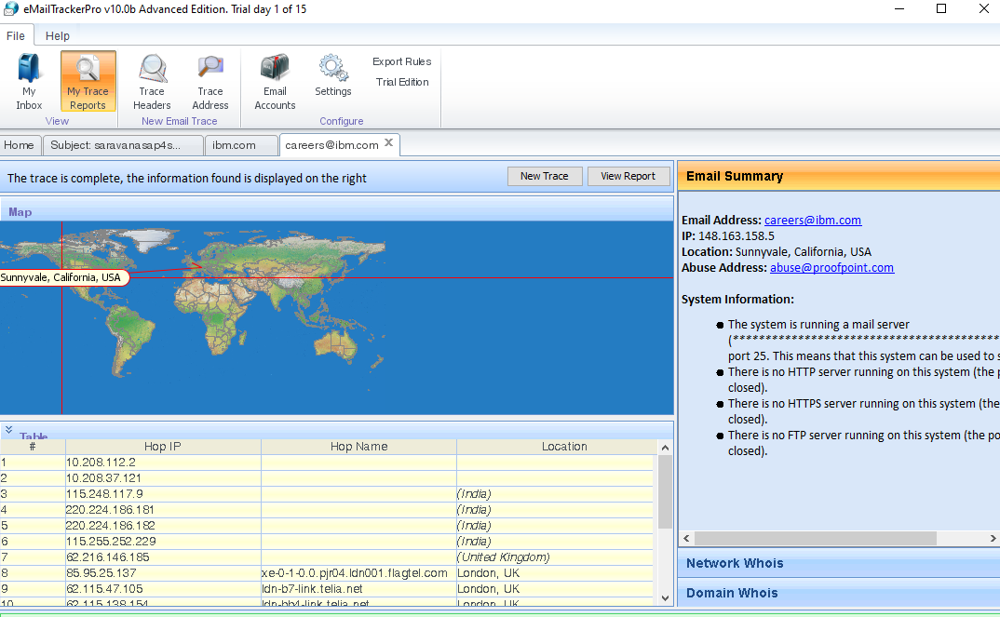 eMailTrackerPro v10.0b Advanced Edition. Trial day 1 of 15
File Help
My Inbox
My Trace Reports
Trace Headers
Trace Address
Email Accounts
Settings
Export Rules
Trial Edition
View
New Email Trace
Configure
Home
Subject: saravanasap4s...
ibm.com
careers@ibm.com
The trace is complete, the information found is displayed on the right
New Trace
View Report
Map
Sunnyvale, California, USA
Table
# Hop IP Hop Name Location
1 10.208.112.2
2 10.208.37.121
3 115.248.117.9 (India)
4 220.224.186.181 (India)
5 220.224.186.182 (India)
6 115.255.252.229 (India)
7 62.216.146.185 (United Kingdom)
8 85.95.25.137 xe-0-1-0.0.pjr04.ldn001.flagtel.com London, UK
9 62.115.47.105 ldn-b7-link.telia.net London, UK
10 62.115.138.154 ldn-bb4-link.telia.net London, UK
Email Summary
Email Address: careers@ibm.com
IP: 148.163.158.5
Location: Sunnyvale, California, USA
Abuse Address: abuse@proofpoint.com
System Information:
● The system is running a mail server
(******************************************
port 25. This means that this system can be used to s
● There is no HTTP server running on this system (the p
closed).
● There is no HTTPS server running on this system (the
closed).
● There is no FTP server running on this system (the po
closed).
Network Whois
Domain Whois